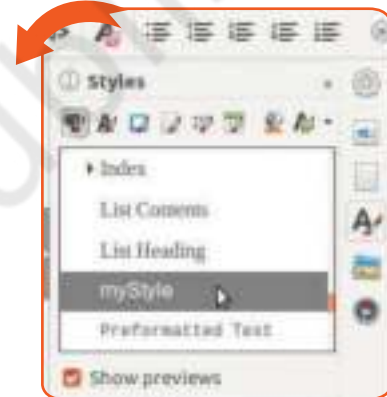 Styles
Index
List Contents
List Heading
myStyle
Preformatted Text
Show previews